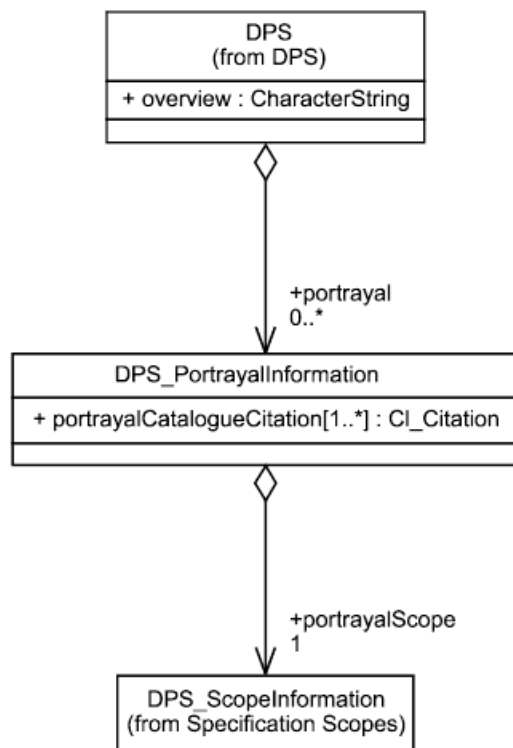 DPS
(from DPS)
+ overview : CharacterString
+portrayal
0..*
DPS_PortrayalInformation
+ portrayalCatalogueCitation[1..*] : CI_Citation
+portrayalScope
1
DPS_ScopeInformation
(from Specification Scopes)